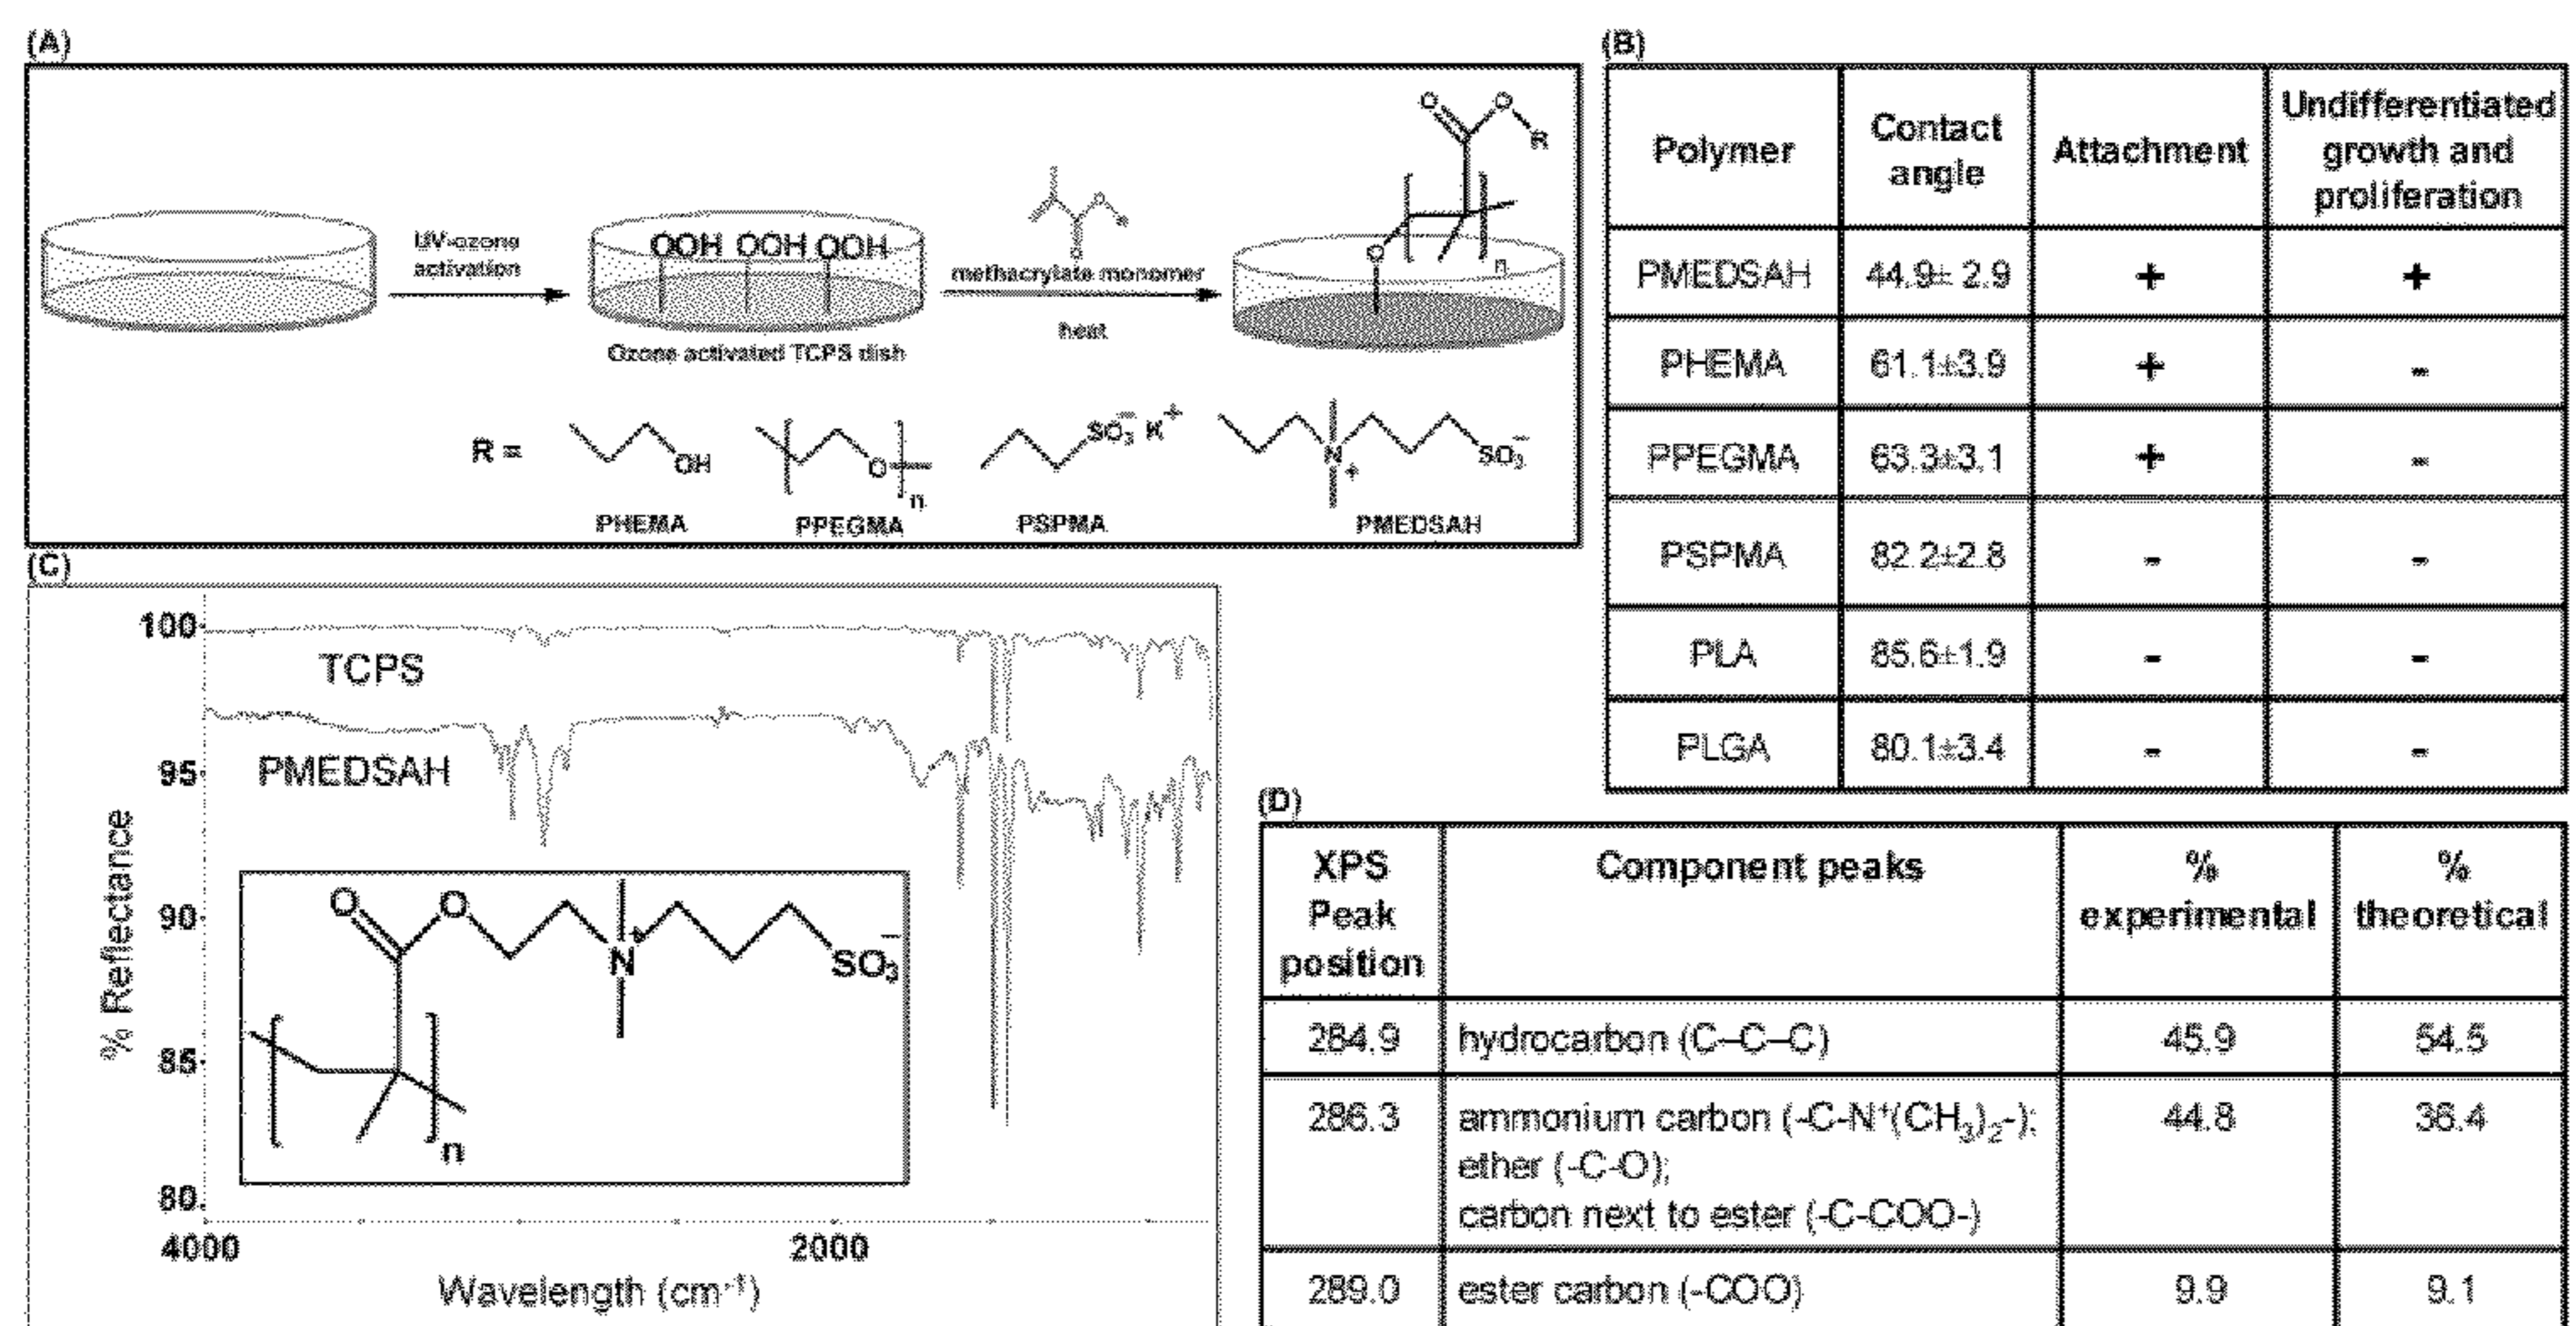 (A)
UV-ozone
activation
OOH OOH OOH
Ozone activated TCPS dish
O
O
methacrylate monomer
heat
O
O
R
O
n
R =
OH
PHEMA
O
n
PPEGMA
SO3⁻ K⁺
PSPMA
N⁺
SO3⁻
PMEDSAH
(B)
Polymer Contact angle Attachment Undifferentiated growth and proliferation
PMEDSAH 44.9± 2.9 + +
PHEMA 61.1±3.9 + -
PPEGMA 63.3±3.1 + -
PSPMA 82.2±2.8 - -
PLA 85.6±1.9 - -
PLGA 80.1±3.4 - -
(C)
100
95
90
85
80
% Reflectance
TCPS
PMEDSAH
O
O
N⁺
SO3⁻
n
4000 2000
Wavelength (cm⁻¹)
(D)
XPS Peak position Component peaks % experimental % theoretical
284.9 hydrocarbon (C–C–C) 45.9 54.5
286.3 ammonium carbon (-C-N⁺(CH3)2-); 44.8 36.4
ether (-C-O);
carbon next to ester (-C-COO-)
289.0 ester carbon (-COO) 9.9 9.1